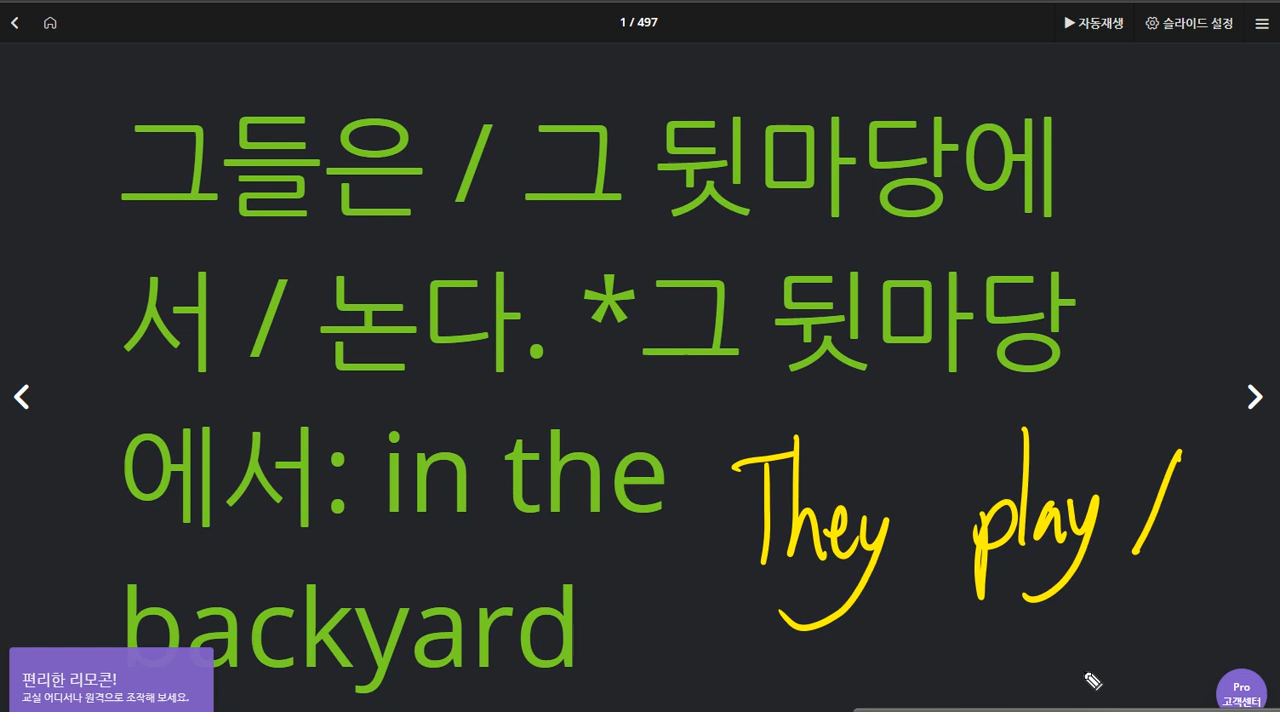 1 / 497
자동재생
슬라이드 설정
그들은 / 그 뒷마당에
서 / 논다. *그 뒷마당
에서: in the
They play /
backyard
편리한 리모콘!
교실 어디서나 원격으로 조작해 보세요.
Pro
고객센터